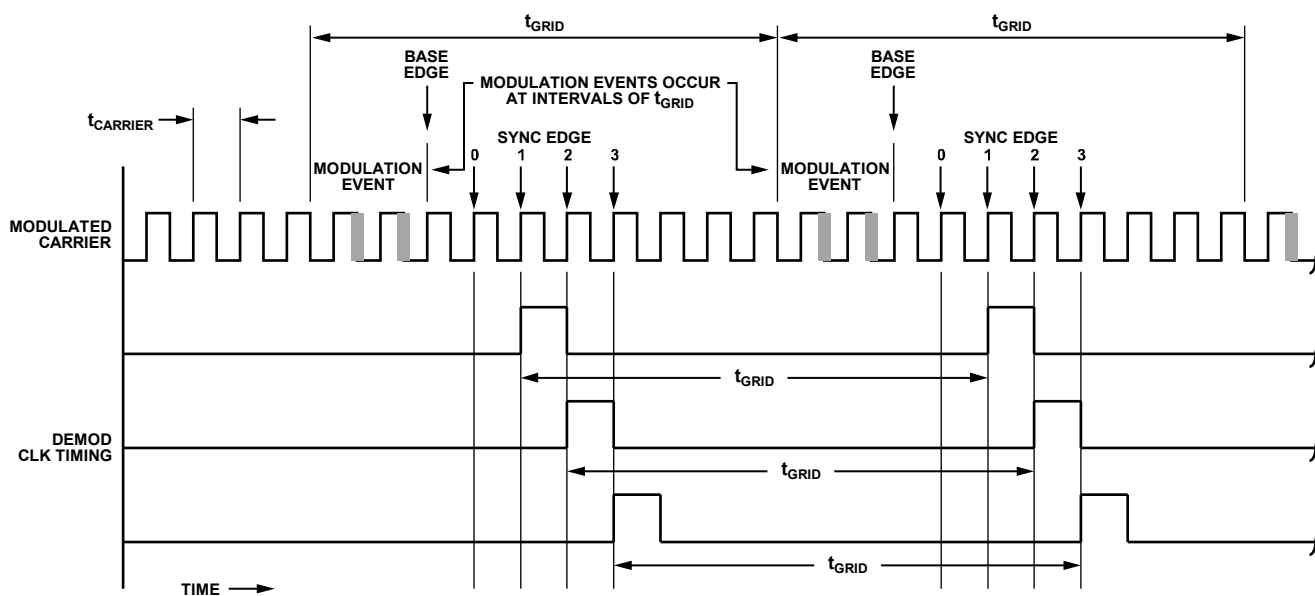 tGRID
tGRID
BASE
EDGE
BASE
EDGE
MODULATION EVENTS OCCUR
AT INTERVALS OF tGRID
tCARRIER
SYNC EDGE
0 1 2 3
SYNC EDGE
0 1 2 3
MODULATION
EVENT
MODULATION
EVENT
MODULATED
CARRIER
tGRID
DEMOD
CLK TIMING
tGRID
tGRID
TIME